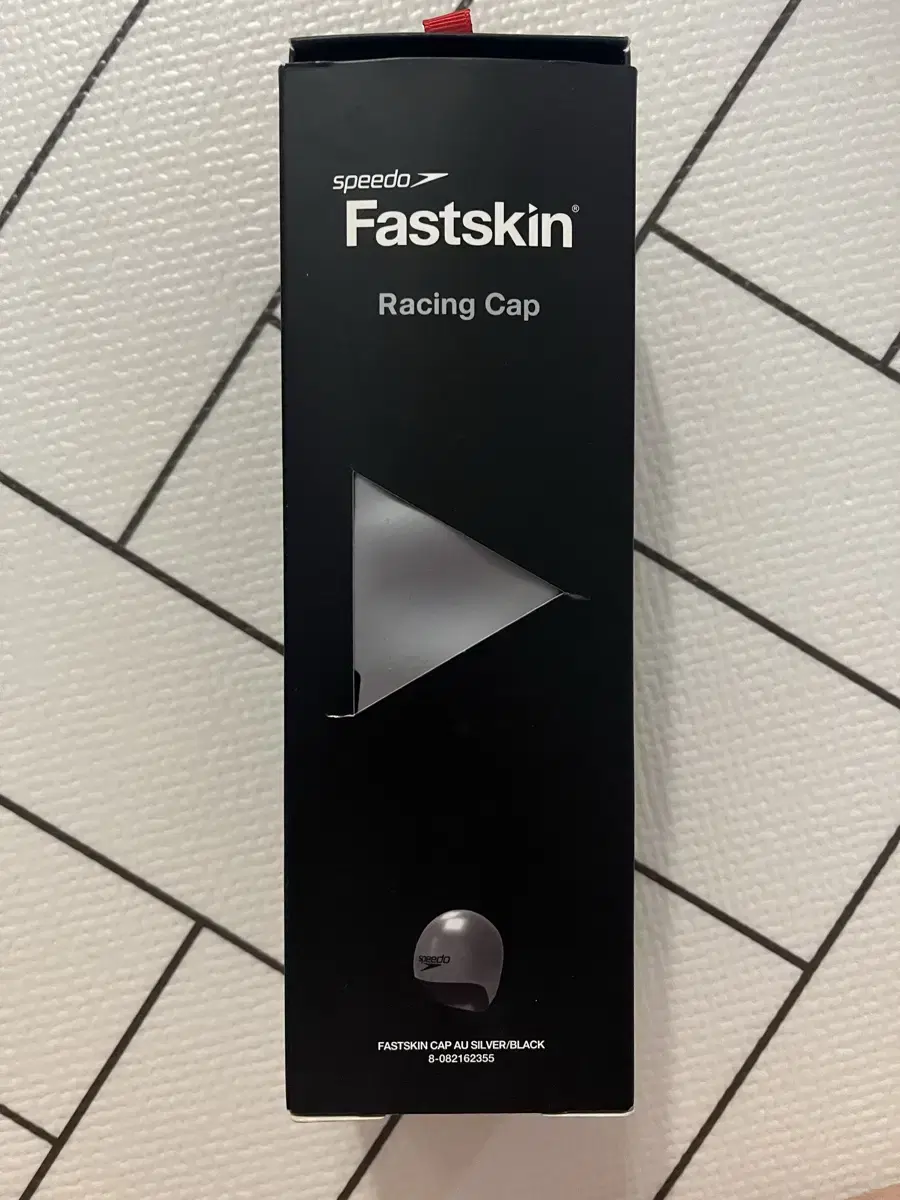 speedo
Fastskin®
Racing Cap
speedo
FASTSKIN CAP AU SILVER/BLACK
8-082162355